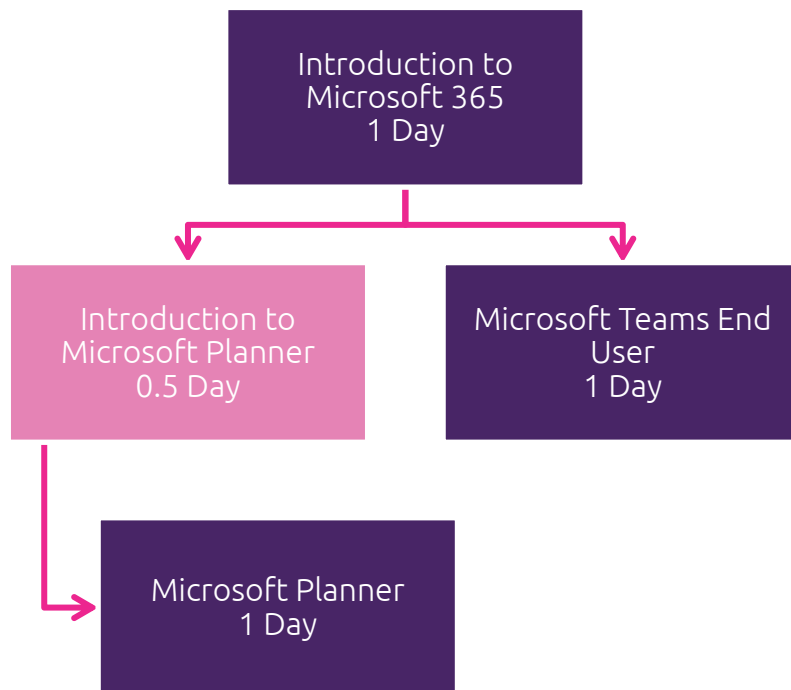 Introduction to
Microsoft 365
1 Day
Introduction to
Microsoft Planner
0.5 Day
Microsoft Teams End
User
1 Day
Microsoft Planner
1 Day